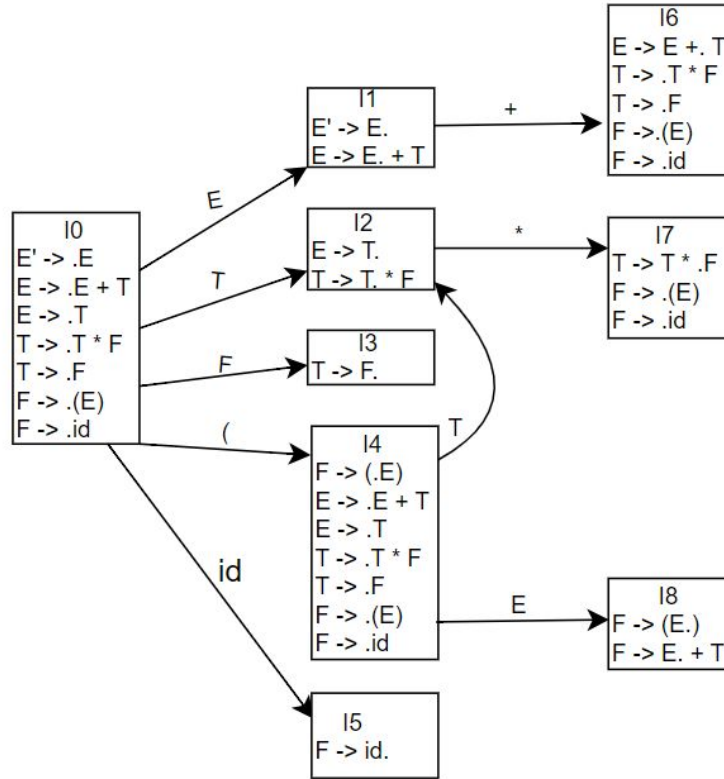 I6
E -> E +. T
T -> .T * F
T -> .F
F ->.(E)
F -> .id
I1
E' -> E.
E -> E. + T
+
E
I0
E' -> .E
E -> .E + T
E -> .T
T -> .T * F
T -> .F
F -> .(E)
F -> .id
T
I2
E -> T.
T -> T. * F
*
I7
T -> T * .F
F -> .(E)
F -> .id
F
I3
T -> F.
(
I4
F -> (.E)
E -> .E + T
E -> .T
T -> .T * F
T -> .F
F -> .(E)
F -> .id
T
E
I8
F -> (E.)
F -> E. + T
id
I5
F -> id.